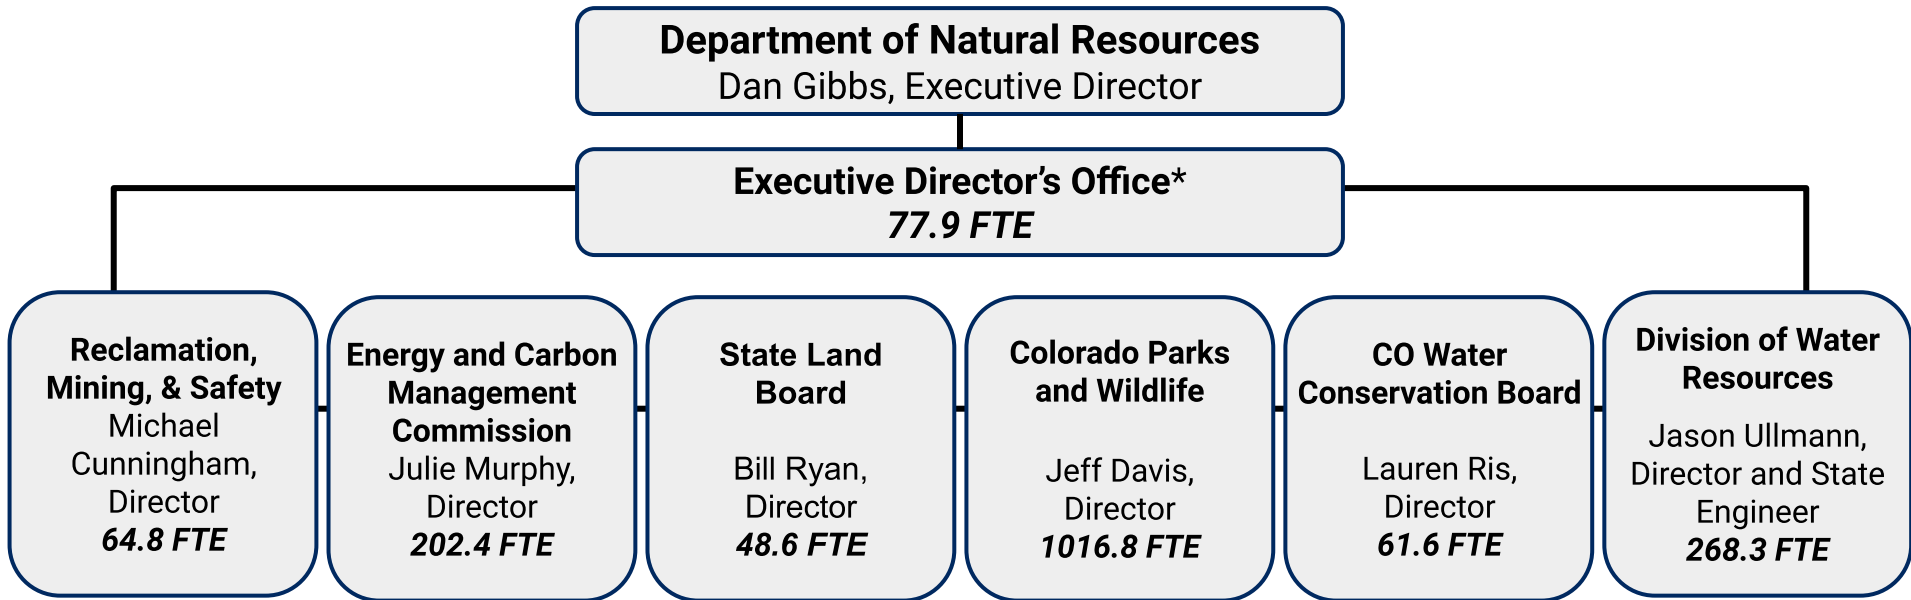 Department of Natural Resources
Dan Gibbs, Executive Director
Executive Director’s Office*
77.9 FTE
Reclamation,
Mining, & Safety
Michael
Cunningham,
Director
64.8 FTE
Energy and Carbon
Management
Commission
Julie Murphy,
Director
202.4 FTE
State Land
Board
Bill Ryan,
Director
48.6 FTE
Colorado Parks
and Wildlife
Jeff Davis,
Director
1016.8 FTE
CO Water
Conservation Board
Lauren Ris,
Director
61.6 FTE
Division of Water
Resources
Jason Ullmann,
Director and State
Engineer
268.3 FTE